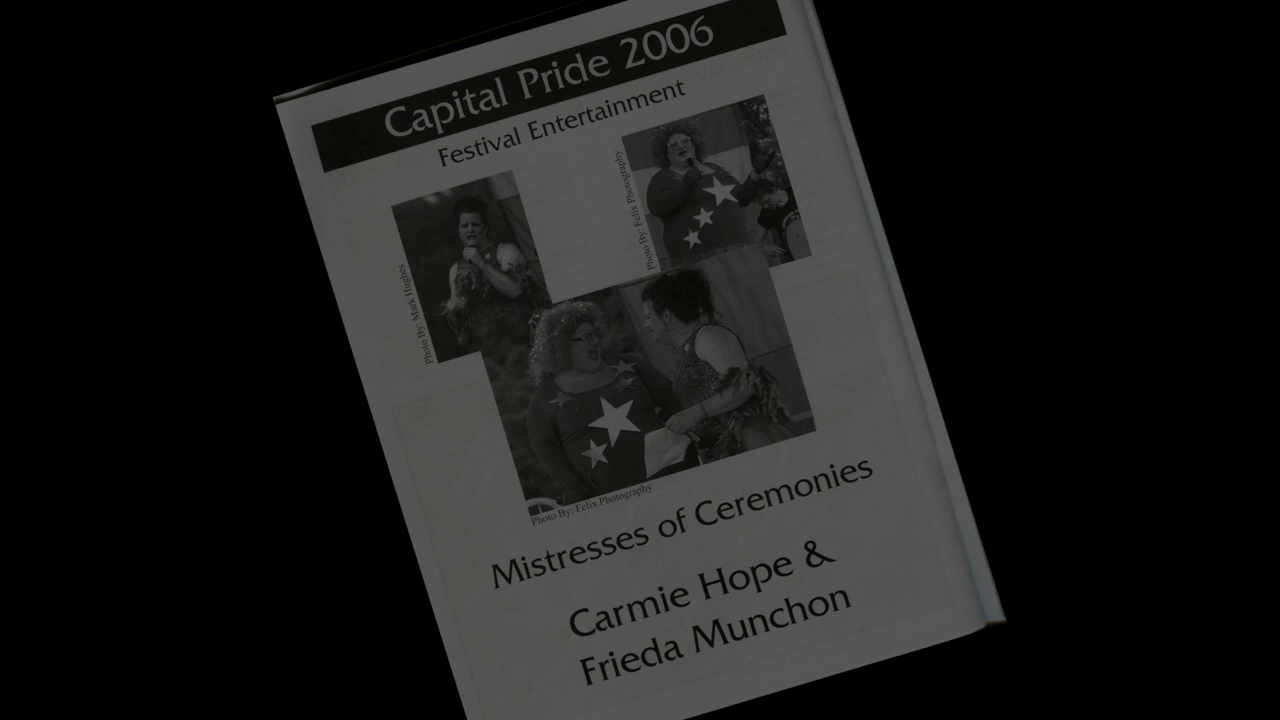 Capital Pride 2006
Festival Entertainment
Photo By: Mark Hughes
Photo By: Felix Photography
Photo By: Felix Photography
Mistresses of Ceremonies
Carmie Hope &
Frieda Munchon